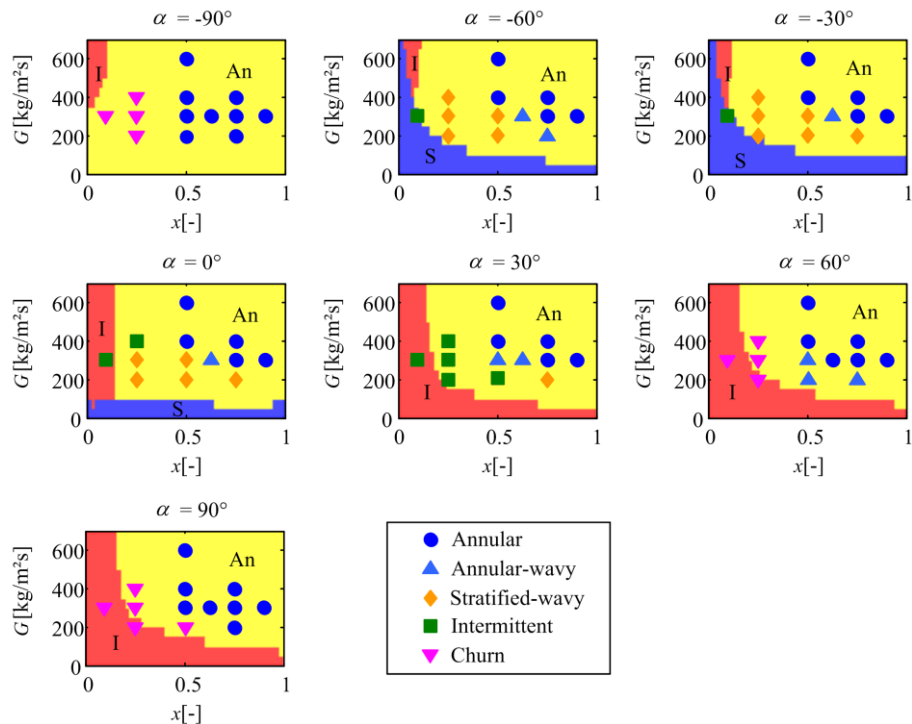 α = -90°
α = -60°
α = -30°
G[kg/m²s]
600
400
200
0
I
An
0
0.5
1
x[-]
G[kg/m²s]
600
400
200
0
I
An
S
0
0.5
1
x[-]
G[kg/m²s]
600
400
200
0
I
An
S
0
0.5
1
x[-]
α = 0°
α = 30°
α = 60°
G[kg/m²s]
600
400
200
0
I
An
S
0
0.5
1
x[-]
G[kg/m²s]
600
400
200
0
An
I
0
0.5
1
x[-]
G[kg/m²s]
600
400
200
0
An
I
0
0.5
1
x[-]
α = 90°
G[kg/m²s]
600
400
200
0
An
I
0
0.5
1
x[-]
Annular
Annular-wavy
Stratified-wavy
Intermittent
Churn